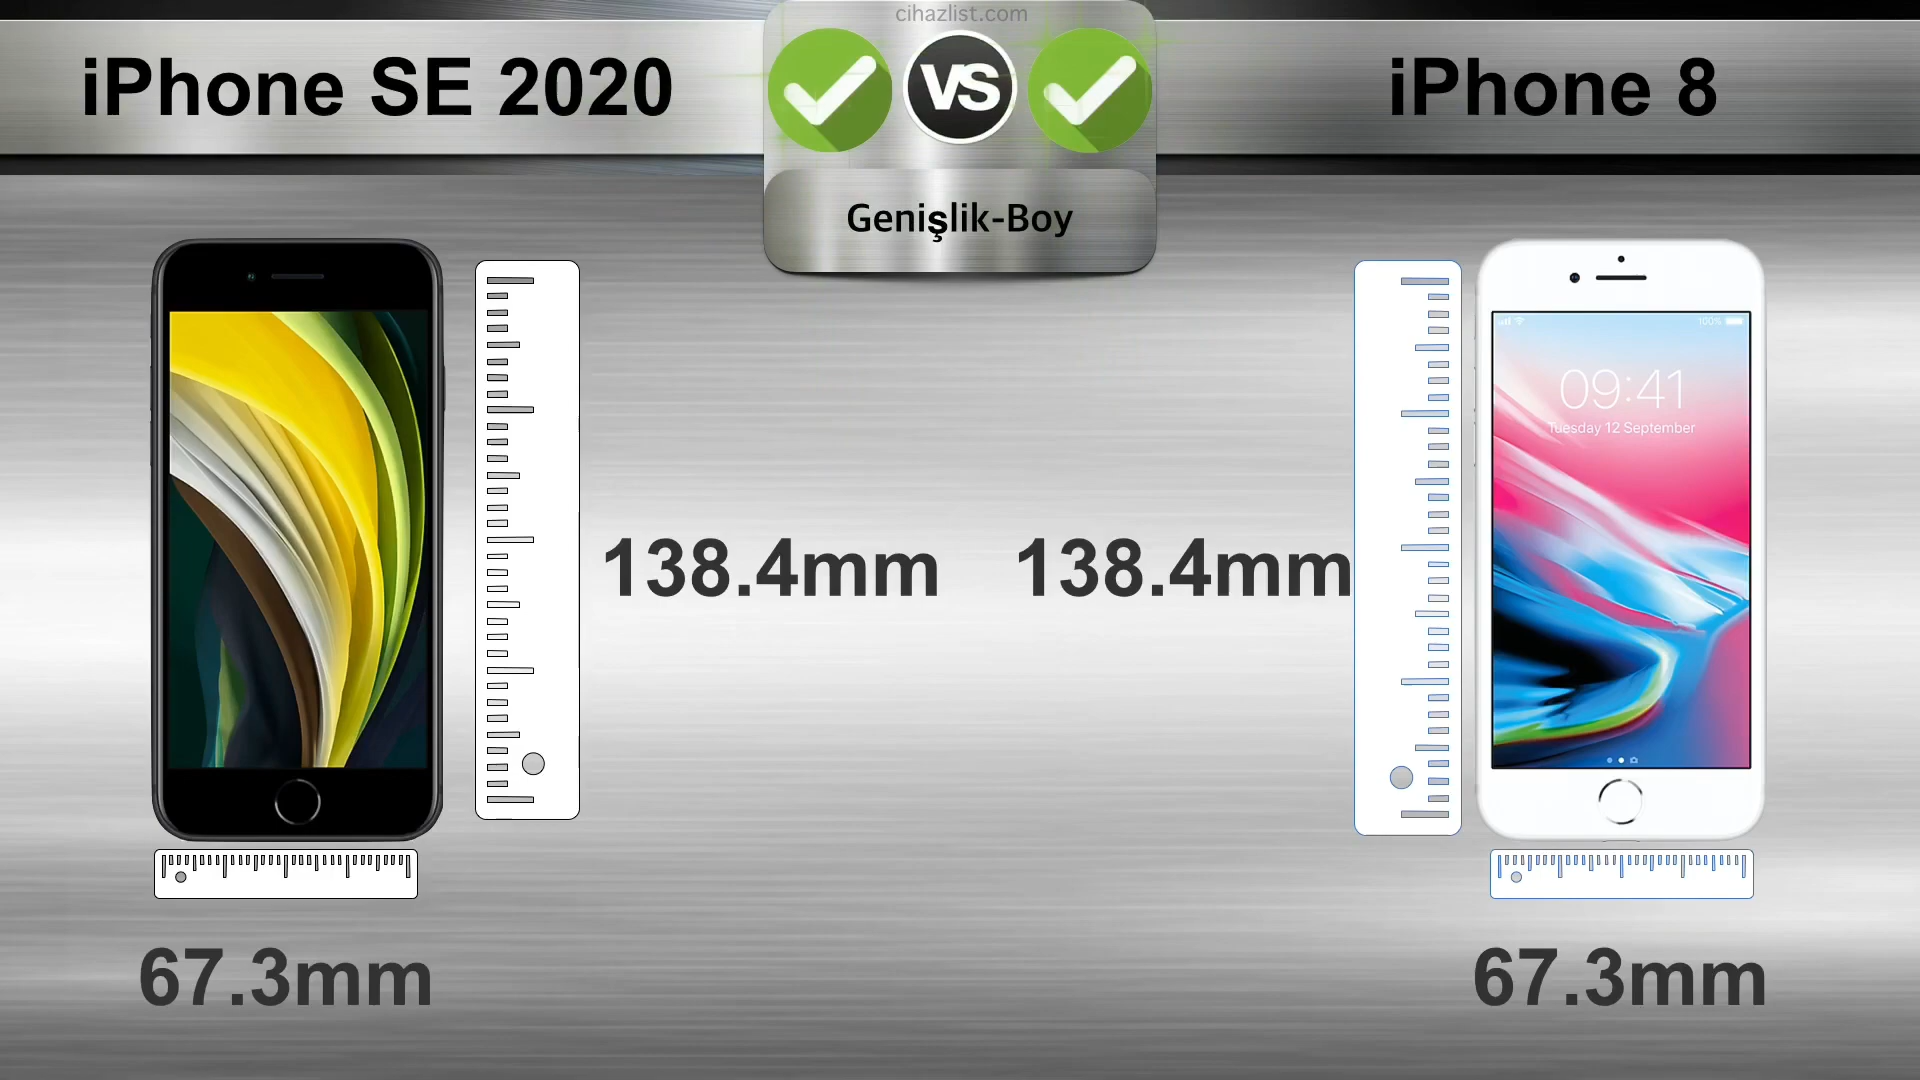 cihazlist.com
iPhone SE 2020
VS
iPhone 8
Genişlik-Boy
100%
09:41
Tuesday 12 September
138.4mm
138.4mm
67.3mm
67.3mm